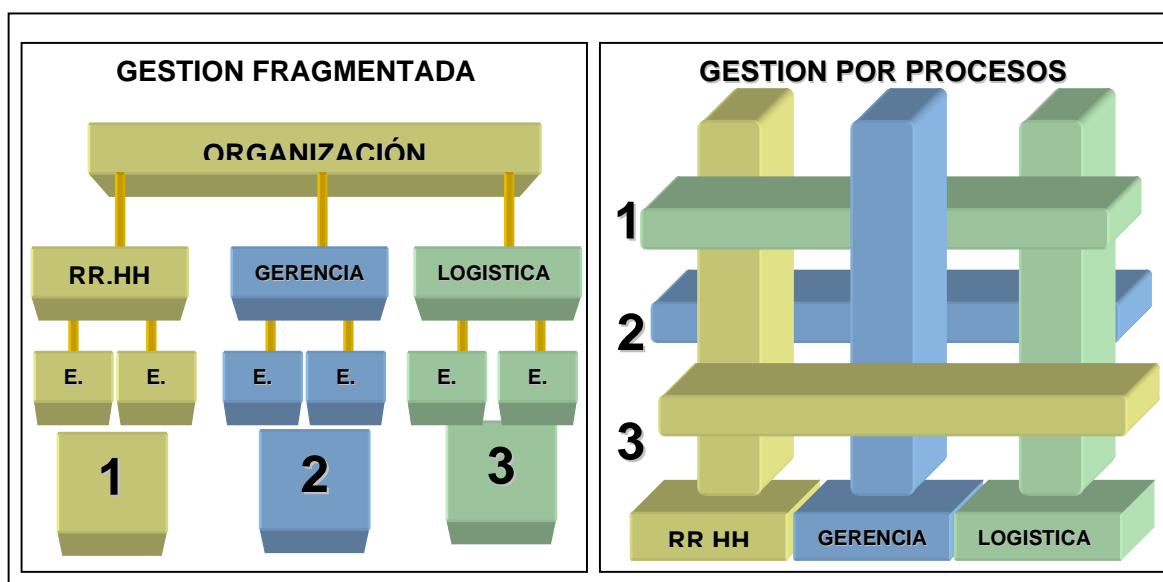 GESTION FRAGMENTADA
ORGANIZACIÓN
RR.HH
GERENCIA
LOGISTICA
E.
E.
E.
E.
E.
E.
1
2
3
GESTION POR PROCESOS
1
2
3
RR HH
GERENCIA
LOGISTICA